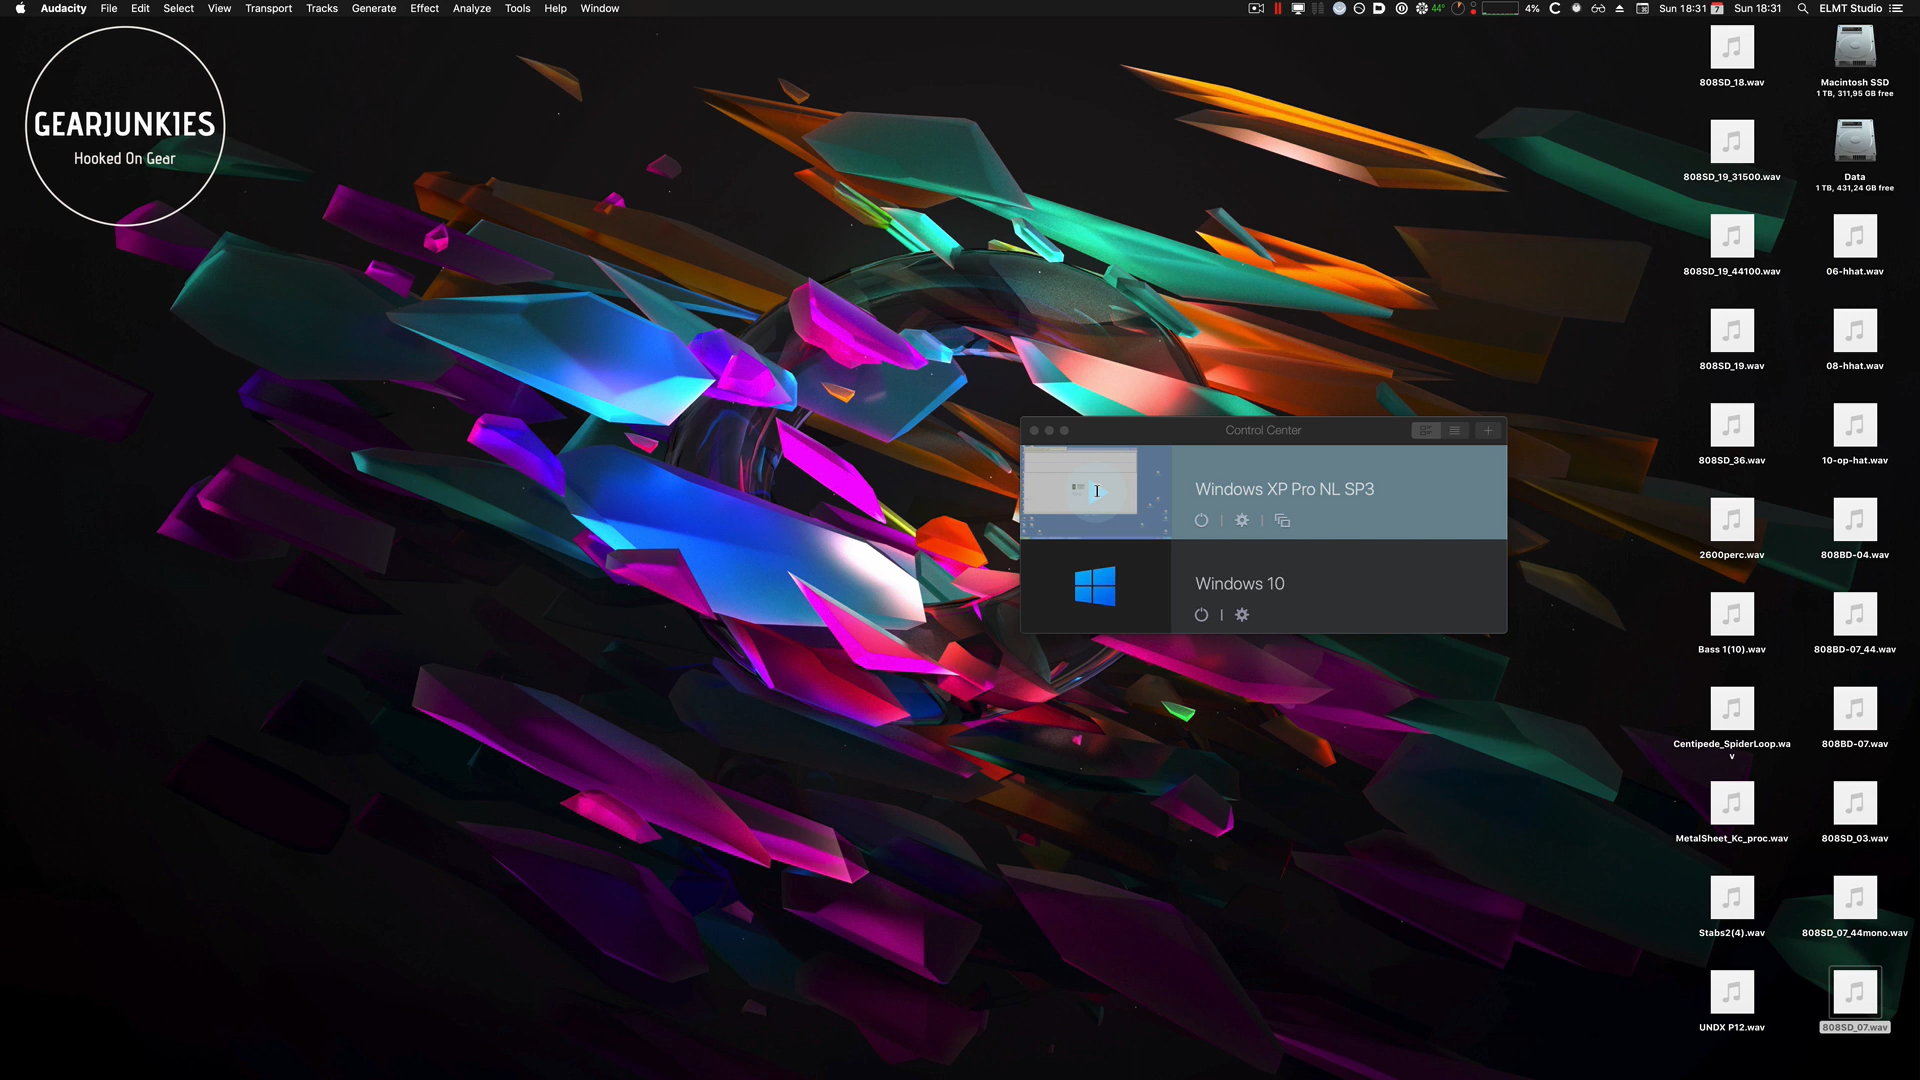 Audacity File Edit Select View Transport Tracks Generate Effect Analyze Tools Help Window
44° 4% Sun 18:31 7 Sun 18:31 ELMT Studio
GEARJUNKIES
Hooked On Gear
808SD_18.wav
Macintosh SSD
1 TB, 311,95 GB free
808SD_19_31500.wav
Data
1 TB, 431,24 GB free
808SD_19_44100.wav
06-hhat.wav
808SD_19.wav
08-hhat.wav
808SD_36.wav
10-op-hat.wav
2600perc.wav
808BD-04.wav
Bass 1(10).wav
808BD-07_44.wav
Centipede_SpiderLoop.wa
v
808BD-07.wav
MetalSheet_Kc_proc.wav
808SD_03.wav
Stabs2(4).wav
808SD_07_44mono.wav
UNDX P12.wav
808SD_07.wav
Control Center
Windows XP Pro NL SP3
Windows 10